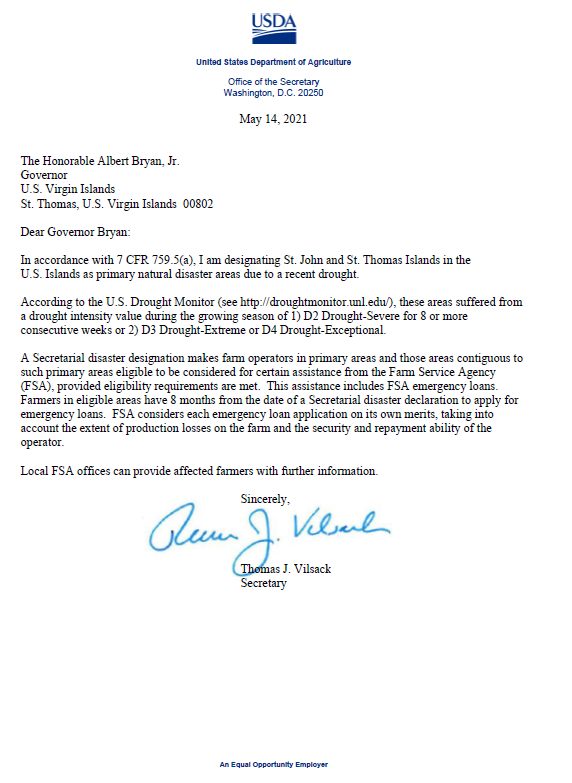 USDA
United States Department of Agriculture
Office of the Secretary
Washington, D.C. 20250
May 14, 2021
The Honorable Albert Bryan, Jr.
Governor
U.S. Virgin Islands
St. Thomas, U.S. Virgin Islands  00802
Dear Governor Bryan:
In accordance with 7 CFR 759.5(a), I am designating St. John and St. Thomas Islands in the
U.S. Islands as primary natural disaster areas due to a recent drought.
According to the U.S. Drought Monitor (see http://droughtmonitor.unl.edu/), these areas suffered from
a drought intensity value during the growing season of 1) D2 Drought-Severe for 8 or more
consecutive weeks or 2) D3 Drought-Extreme or D4 Drought-Exceptional.
A Secretarial disaster designation makes farm operators in primary areas and those areas contiguous to
such primary areas eligible to be considered for certain assistance from the Farm Service Agency
(FSA), provided eligibility requirements are met.  This assistance includes FSA emergency loans.
Farmers in eligible areas have 8 months from the date of a Secretarial disaster declaration to apply for
emergency loans.  FSA considers each emergency loan application on its own merits, taking into
account the extent of production losses on the farm and the security and repayment ability of the
operator.
Local FSA offices can provide affected farmers with further information.
Sincerely,
J. Vilsack
Thomas J. Vilsack
Secretary
An Equal Opportunity Employer